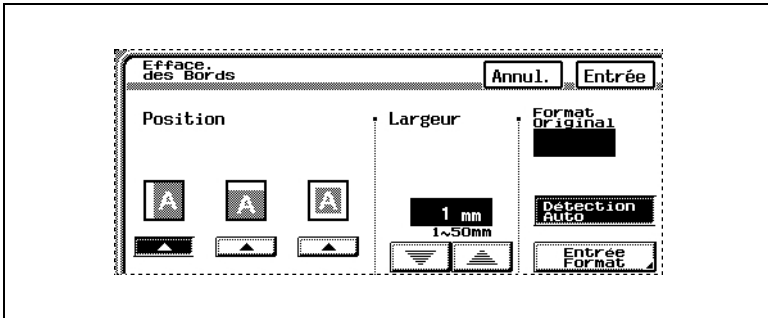 Efface.
des Bords
Annul.
Entrée
Position
Largeur
Format
Original
A
A
A
1 mm
1~50mm
Détection
Auto
Entrée
Format